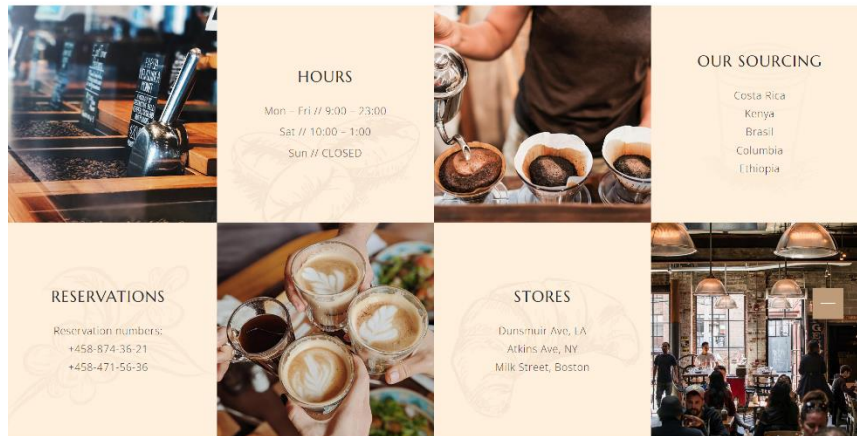 HOURS
Mon – Fri // 9:00 – 23:00
Sat // 10:00 – 1:00
Sun // CLOSED
OUR SOURCING
Costa Rica
Kenya
Brasil
Columbia
Ethiopia
RESERVATIONS
Reservation numbers:
+458-874-36-21
+458-471-56-36
STORES
Dunsmuir Ave, LA
Atkins Ave, NY
Milk Street, Boston